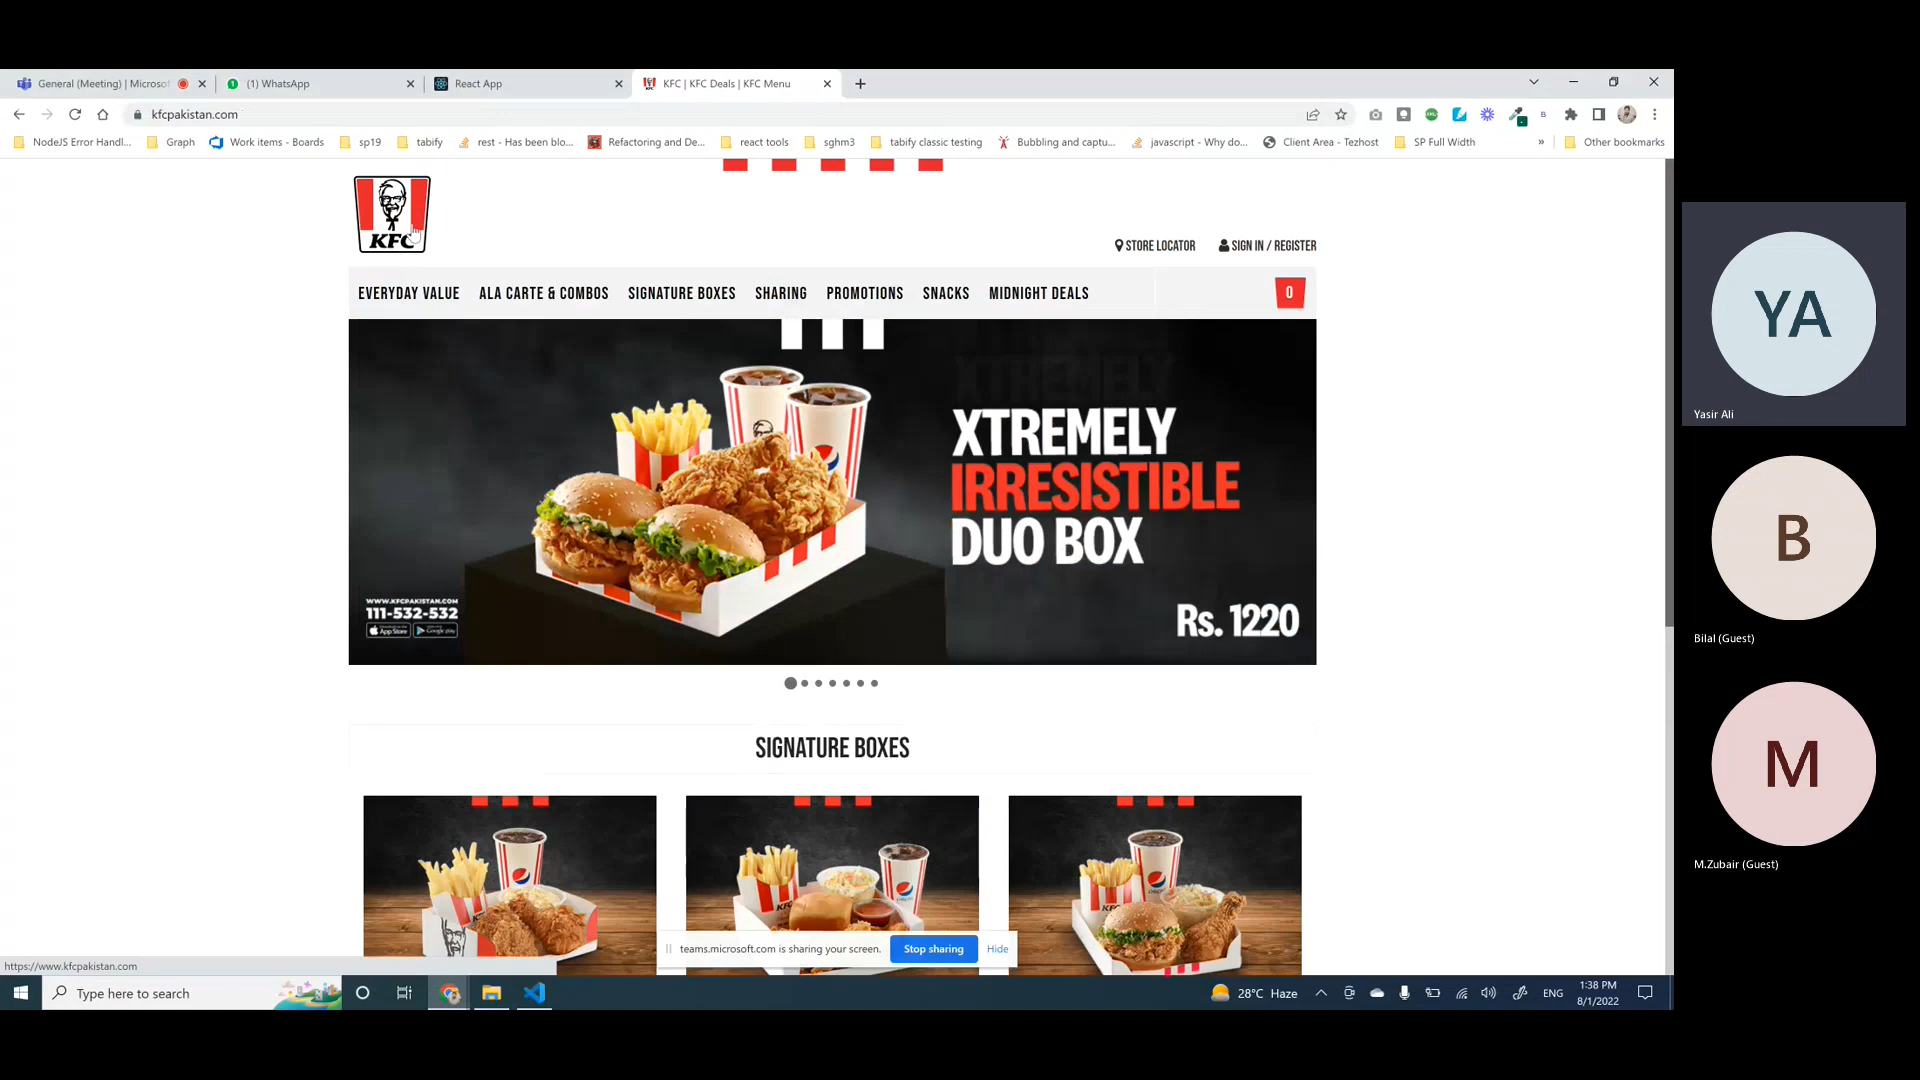 General (Meeting) | Microso
(1) WhatsApp
React App
KFC | KFC Deals | KFC Menu
kfcpakistan.com
NodeJS Error Handl...
Graph
Work items - Boards
sp19
tabify
rest - Has been blo...
Refactoring and De...
react tools
sghm3
tabify classic testing
Bubbling and captu...
javascript - Why do...
Client Area - Tezhost
SP Full Width
»
Other bookmarks
KFC
STORE LOCATOR
SIGN IN / REGISTER
EVERYDAY VALUE
ALA CARTE & COMBOS
SIGNATURE BOXES
SHARING
PROMOTIONS
SNACKS
MIDNIGHT DEALS
0
XTREMELY
XTREMELY
IRRESISTIBLE
DUO BOX
Rs. 1220
WWW.KFCPAKISTAN.COM
111-532-532
App Store
Google play
SIGNATURE BOXES
teams.microsoft.com is sharing your screen.
Stop sharing
Hide
https://www.kfcpakistan.com
Type here to search
28°C Haze
ENG
1:38 PM
8/1/2022
YA
Yasir Ali
B
Bilal (Guest)
M
M.Zubair (Guest)